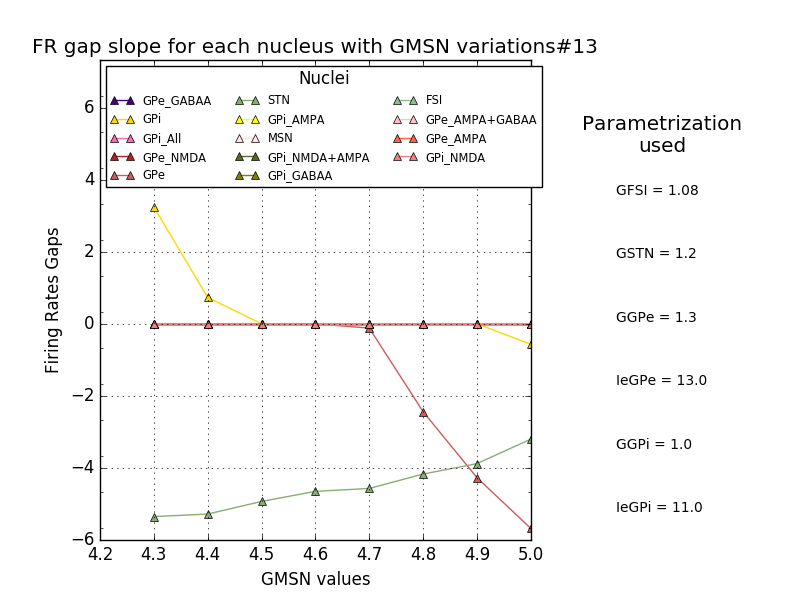 FR gap slope for each nucleus with GMSN variations#13
Nuclei
GPe_GABAA
GPi
GPi_All
GPe_NMDA
GPe
STN
GPi_AMPA
MSN
GPi_NMDA+AMPA
GPi_GABAA
FSI
GPe_AMPA+GABAA
GPe_AMPA
GPi_NMDA
Firing Rates Gaps
6
4
2
0
−2
−4
−6
4.2 4.3 4.4 4.5 4.6 4.7 4.8 4.9 5.0
GMSN values
Parametrization
used
GFSI = 1.08
GSTN = 1.2
GGPe = 1.3
IeGPe = 13.0
GGPi = 1.0
IeGPi = 11.0